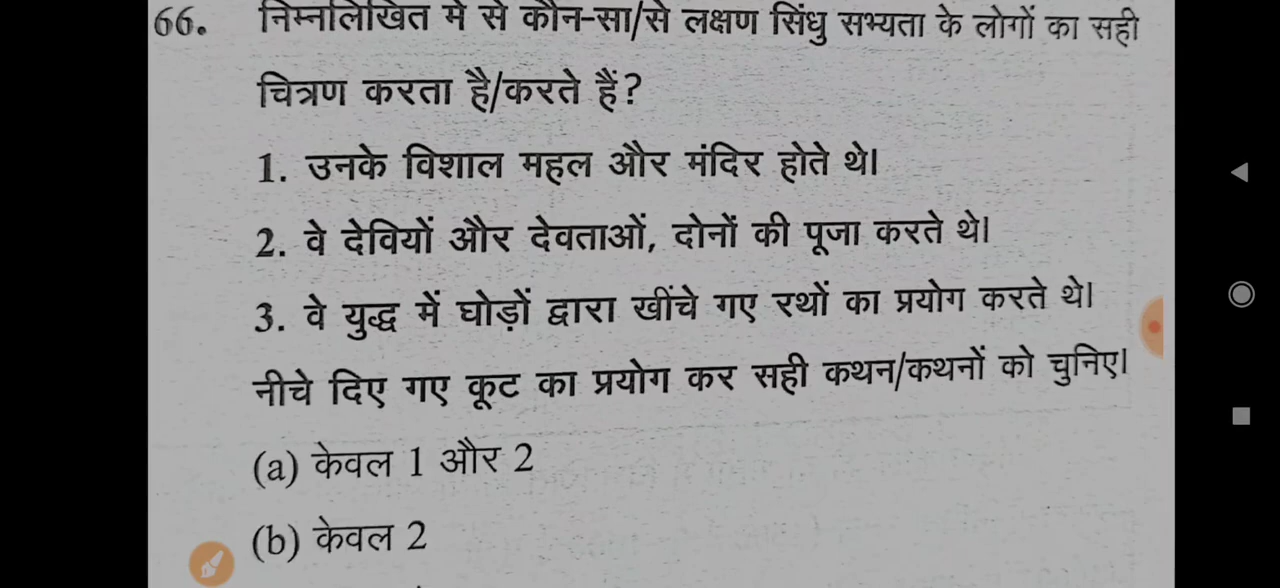 66. निम्नलिखित में से कौन-सा/से लक्षण सिंधु सभ्यता के लोगों का सही
चित्रण करता है/करते हैं?
1. उनके विशाल महल और मंदिर होते थे।
2. वे देवियों और देवताओं, दोनों की पूजा करते थे।
3. वे युद्ध में घोड़ों द्वारा खींचे गए रथों का प्रयोग करते थे।
नीचे दिए गए कूट का प्रयोग कर सही कथन/कथनों को चुनिए।
(a) केवल 1 और 2
(b) केवल 2